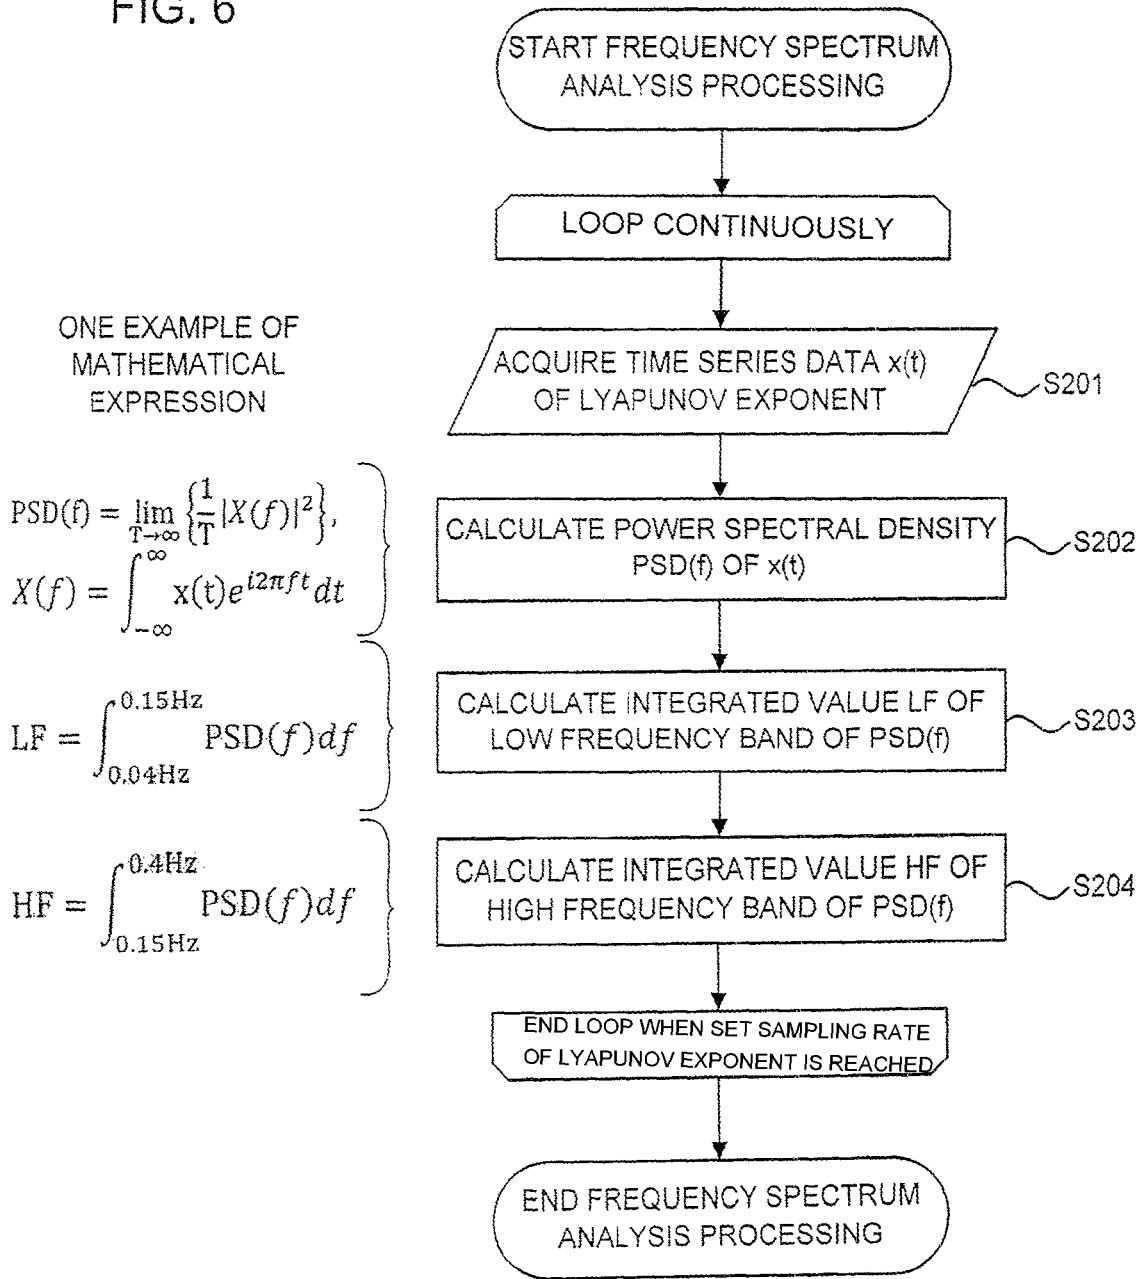 FIG. 6
START FREQUENCY SPECTRUM
ANALYSIS PROCESSING
LOOP CONTINUOUSLY
ONE EXAMPLE OF
MATHEMATICAL
EXPRESSION
ACQUIRE TIME SERIES DATA x(t)
OF LYAPUNOV EXPONENT
S201
PSD(f) = lim_{T→∞} {1/T |X(f)|²},
X(f) = ∫_{-∞}^{∞} x(t)e^{i2πft}dt
CALCULATE POWER SPECTRAL DENSITY
PSD(f) OF x(t)
S202
LF = ∫_{0.04Hz}^{0.15Hz} PSD(f)df
CALCULATE INTEGRATED VALUE LF OF
LOW FREQUENCY BAND OF PSD(f)
S203
HF = ∫_{0.15Hz}^{0.4Hz} PSD(f)df
CALCULATE INTEGRATED VALUE HF OF
HIGH FREQUENCY BAND OF PSD(f)
S204
END LOOP WHEN SET SAMPLING RATE
OF LYAPUNOV EXPONENT IS REACHED
END FREQUENCY SPECTRUM
ANALYSIS PROCESSING